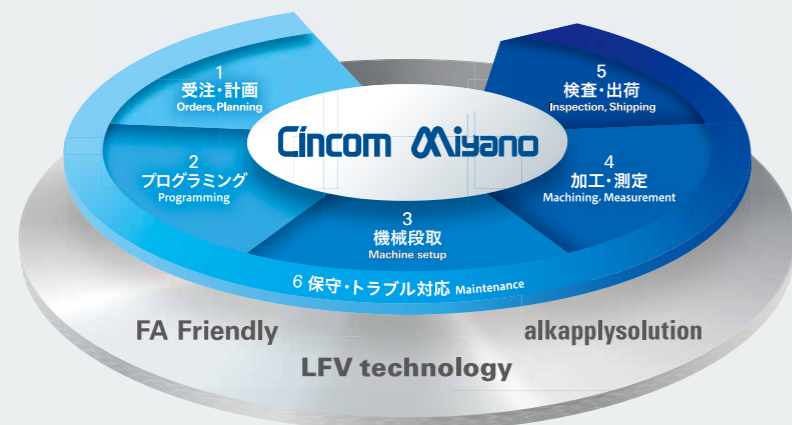 1
受注・計画
Orders, Planning
2
プログラミング
Programming
3
機械段取
Machine setup
4
加工・測定
Machining, Measurement
5
検査・出荷
Inspection, Shipping
Cincom Miyano
6 保守・トラブル対応 Maintenance
FA Friendly
LFV technology
alkapplysolution